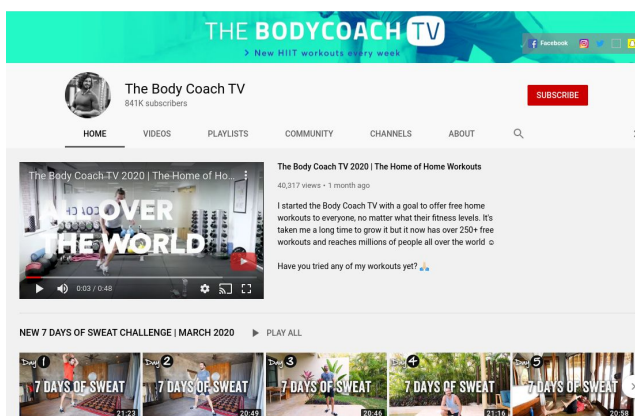 THE BODYCOACH TV
> New HIIT workouts every week
Facebook
The Body Coach TV
841K subscribers
SUBSCRIBE
HOME VIDEOS PLAYLISTS COMMUNITY CHANNELS ABOUT
The Body Coach TV 2020 | The Home of Ho...
ALL OVER
THE WORLD
0:03 / 0:48
The Body Coach TV 2020 | The Home of Home Workouts
40,317 views • 1 month ago
I started the Body Coach TV with a goal to offer free home
workouts to everyone, no matter what their fitness levels. It's
taken me a long time to grow it but it now has over 250+ free
workouts and reaches millions of people all over the world ☺
Have you tried any of my workouts yet? 🙏🏼
NEW 7 DAYS OF SWEAT CHALLENGE | MARCH 2020 PLAY ALL
Day 1 Day 2 Day 3 Day 4 Day 5
7 DAYS OF SWEAT 7 DAYS OF SWEAT 7 DAYS OF SWEAT 7 DAYS OF SWEAT 7 DAYS OF SWEAT
21:23 20:49 20:46 21:16 20:58